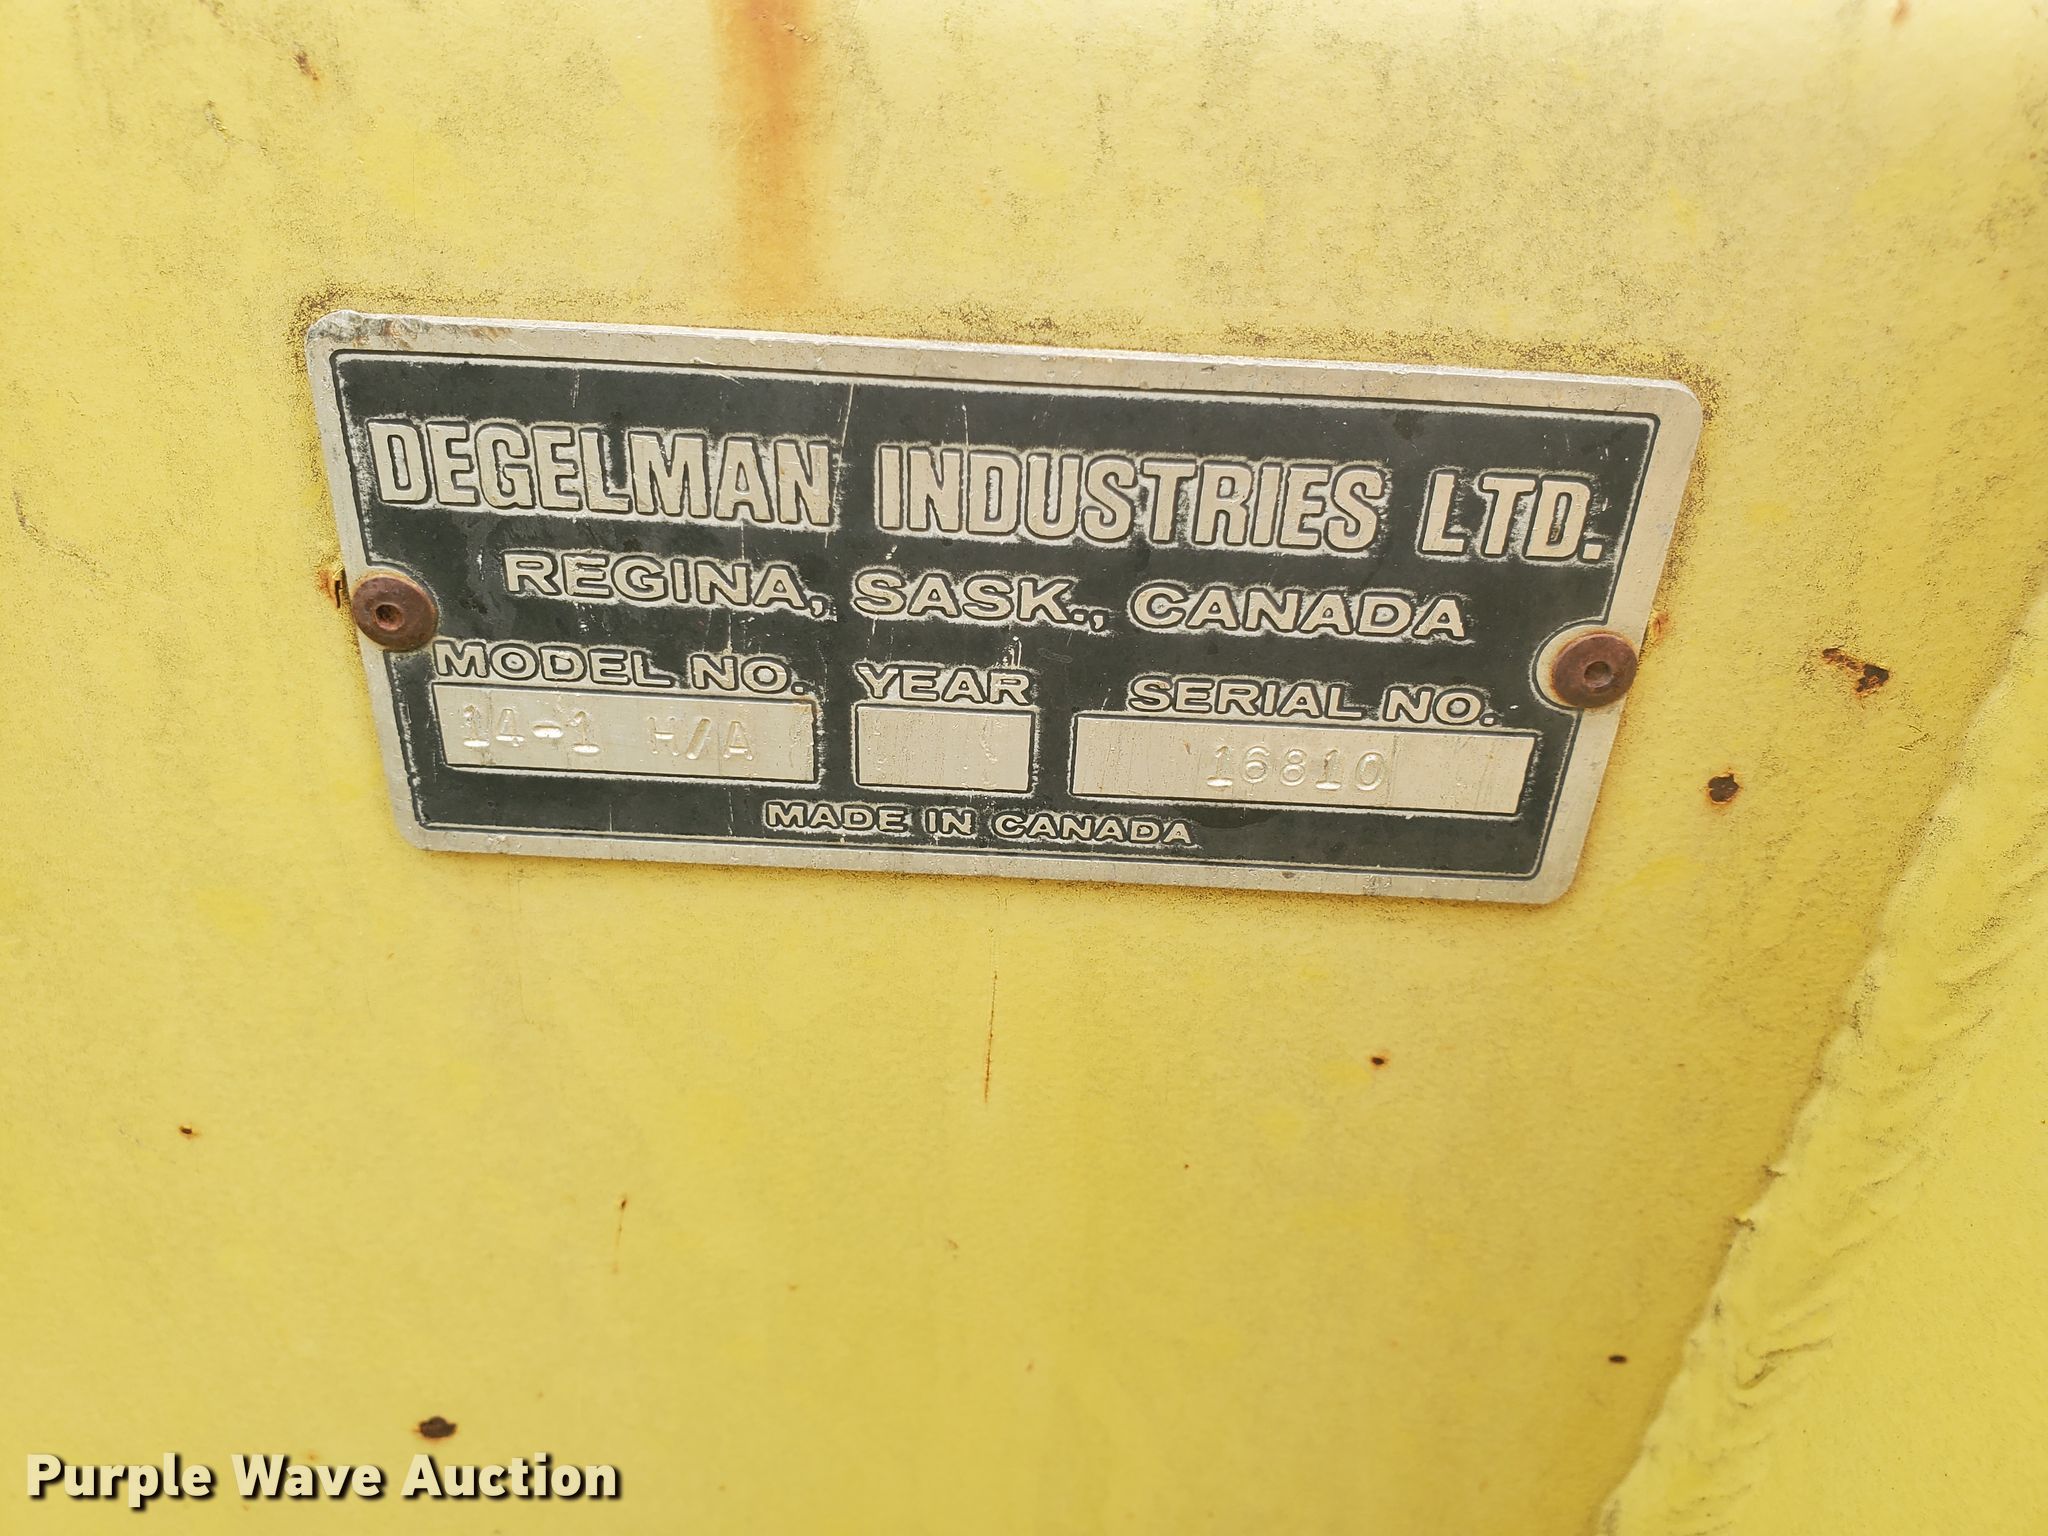 DEGELMAN INDUSTRIES LTD.
REGINA, SASK., CANADA
MODEL NO. YEAR SERIAL NO.
14-1 H/A 16810
MADE IN CANADA
Purple Wave Auction